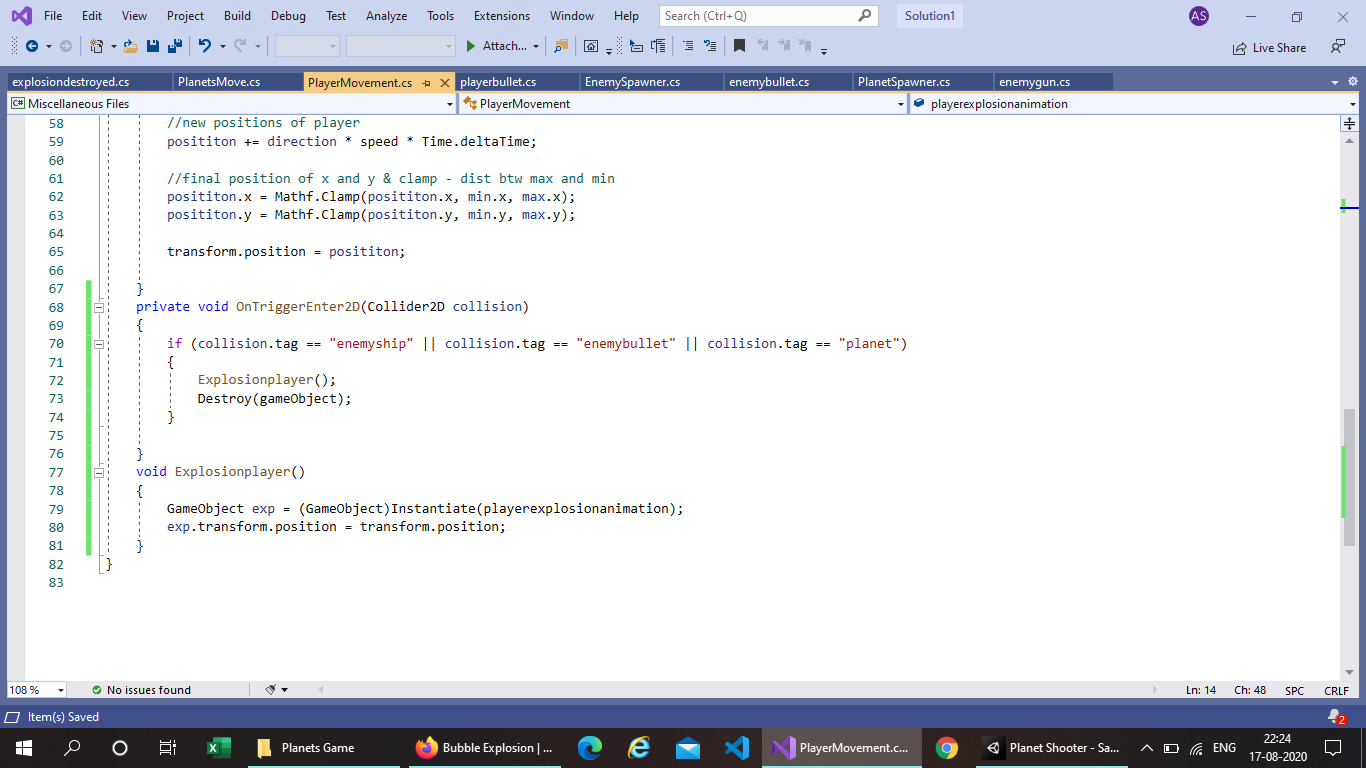 File Edit View Project Build Debug Test Analyze Tools Extensions Window Help Search (Ctrl+Q) Solution1 AS
Attach... Live Share
explosiondestroyed.cs PlanetsMove.cs PlayerMovement.cs playerbullet.cs EnemySpawner.cs enemybullet.cs PlanetSpawner.cs enemygun.cs
C# Miscellaneous Files PlayerMovement playerexplosionanimation
58 //new positions of player
59 posititon += direction * speed * Time.deltaTime;
60
61 //final position of x and y & clamp - dist btw max and min
62 posititon.x = Mathf.Clamp(posititon.x, min.x, max.x);
63 posititon.y = Mathf.Clamp(posititon.y, min.y, max.y);
64
65 transform.position = posititon;
66
67 }
68 private void OnTriggerEnter2D(Collider2D collision)
69 {
70 if (collision.tag == "enemyship" || collision.tag == "enemybullet" || collision.tag == "planet")
71 {
72 Explosionplayer();
73 Destroy(gameObject);
74 }
75
76 }
77 void Explosionplayer()
78 {
79 GameObject exp = (GameObject)Instantiate(playerexplosionanimation);
80 exp.transform.position = transform.position;
81 }
82 }
83
108 % No issues found Ln: 14 Ch: 48 SPC CRLF
Item(s) Saved 2
Planets Game Bubble Explosion | ... PlayerMovement.c... Planet Shooter - Sa... ENG 22:24
17-08-2020